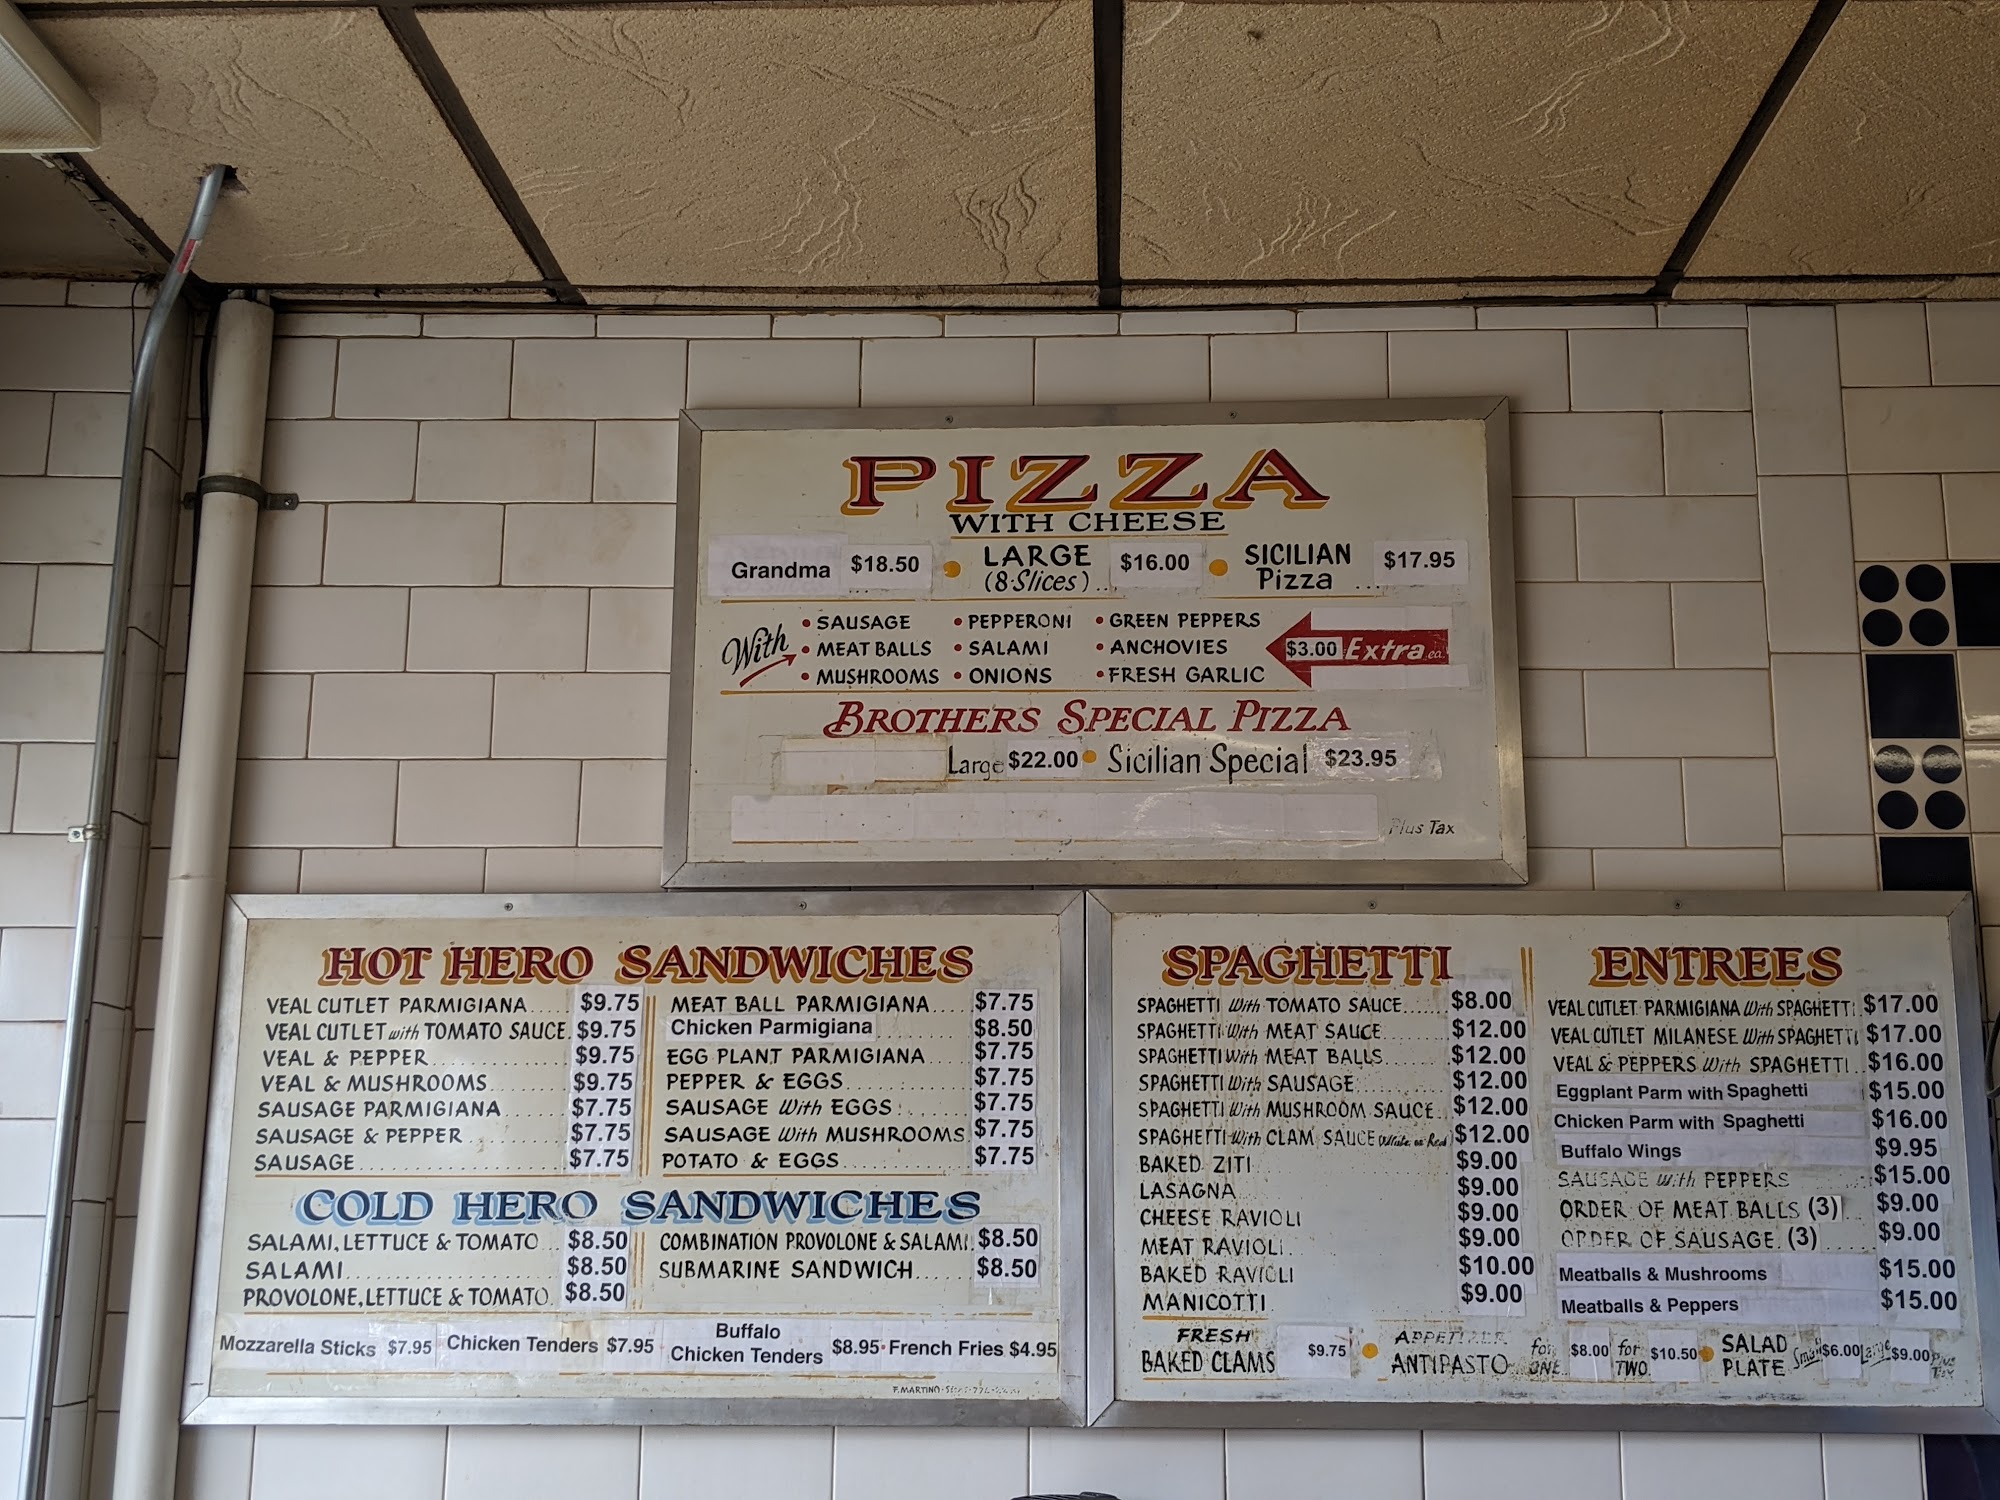 PIZZA
WITH CHEESE
Grandma $18.50 • LARGE (8 Slices)... $16.00 • SICILIAN Pizza ... $17.95
With
• SAUSAGE • PEPPERONI • GREEN PEPPERS
• MEAT BALLS • SALAMI • ANCHOVIES
• MUSHROOMS • ONIONS • FRESH GARLIC
$3.00 Extra ea.
BROTHERS SPECIAL PIZZA
Large $22.00 • Sicilian Special $23.95
Plus Tax
HOT HERO SANDWICHES
VEAL CUTLET PARMIGIANA..... $9.75
VEAL CUTLET with TOMATO SAUCE. $9.75
VEAL & PEPPER............. $9.75
VEAL & MUSHROOMS........ $9.75
SAUSAGE PARMIGIANA....... $7.75
SAUSAGE & PEPPER.......... $7.75
SAUSAGE..................... $7.75
MEAT BALL PARMIGIANA.... $7.75
Chicken Parmigiana ...... $8.50
EGG PLANT PARMIGIANA.... $7.75
PEPPER & EGGS............ $7.75
SAUSAGE With EGGS........ $7.75
SAUSAGE With MUSHROOMS. $7.75
POTATO & EGGS............ $7.75
COLD HERO SANDWICHES
SALAMI, LETTUCE & TOMATO... $8.50
SALAMI.................... $8.50
PROVOLONE, LETTUCE & TOMATO. $8.50
COMBINATION PROVOLONE & SALAMI. $8.50
SUBMARINE SANDWICH...... $8.50
Mozzarella Sticks $7.95 Chicken Tenders $7.95 Buffalo Chicken Tenders $8.95 • French Fries $4.95
F. MARTINO
SPAGHETTI
SPAGHETTI With TOMATO SAUCE...... $8.00
SPAGHETTI With MEAT SAUCE........ $12.00
SPAGHETTI With MEAT BALLS........ $12.00
SPAGHETTI With SAUSAGE........... $12.00
SPAGHETTI With MUSHROOM SAUCE.. $12.00
SPAGHETTI With CLAM SAUCE (White or Red) $12.00
BAKED ZITI $9.00
LASAGNA $9.00
CHEESE RAVIOLI $9.00
MEAT RAVIOLI... $9.00
BAKED RAVIOLI $10.00
MANICOTTI $9.00
ENTREES
VEAL CUTLET PARMIGIANA With SPAGHETTI. $17.00
VEAL CUTLET MILANESE With SPAGHETTI $17.00
VEAL & PEPPERS With SPAGHETTI.. $16.00
Eggplant Parm with Spaghetti $15.00
Chicken Parm with Spaghetti $16.00
Buffalo Wings $9.95
SAUSAGE with PEPPERS $15.00
ORDER OF MEAT BALLS (3)... $9.00
ORDER OF SAUSAGE. (3)...... $9.00
Meatballs & Mushrooms $15.00
Meatballs & Peppers $15.00
FRESH BAKED CLAMS $9.75 • ANTIPASTO for ONE $8.00 for TWO $10.50 • SALAD PLATE Small $6.00 Large $9.00 Plus Tax